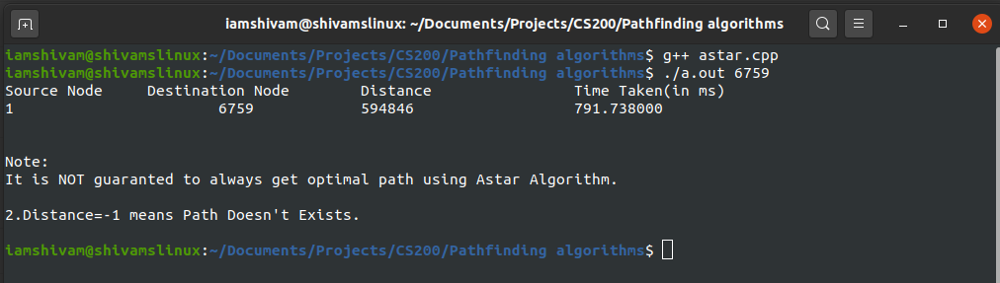 iamshivam@shivamslinux: ~/Documents/Projects/CS200/Pathfinding algorithms
iamshivam@shivamslinux:~/Documents/Projects/CS200/Pathfinding algorithms$ g++ astar.cpp
iamshivam@shivamslinux:~/Documents/Projects/CS200/Pathfinding algorithms$ ./a.out 6759
Source Node     Destination Node        Distance                Time Taken(in ms)
1                       6759            594846                  791.738000
Note:
It is NOT guaranted to always get optimal path using Astar Algorithm.
2.Distance=-1 means Path Doesn't Exists.
iamshivam@shivamslinux:~/Documents/Projects/CS200/Pathfinding algorithms$